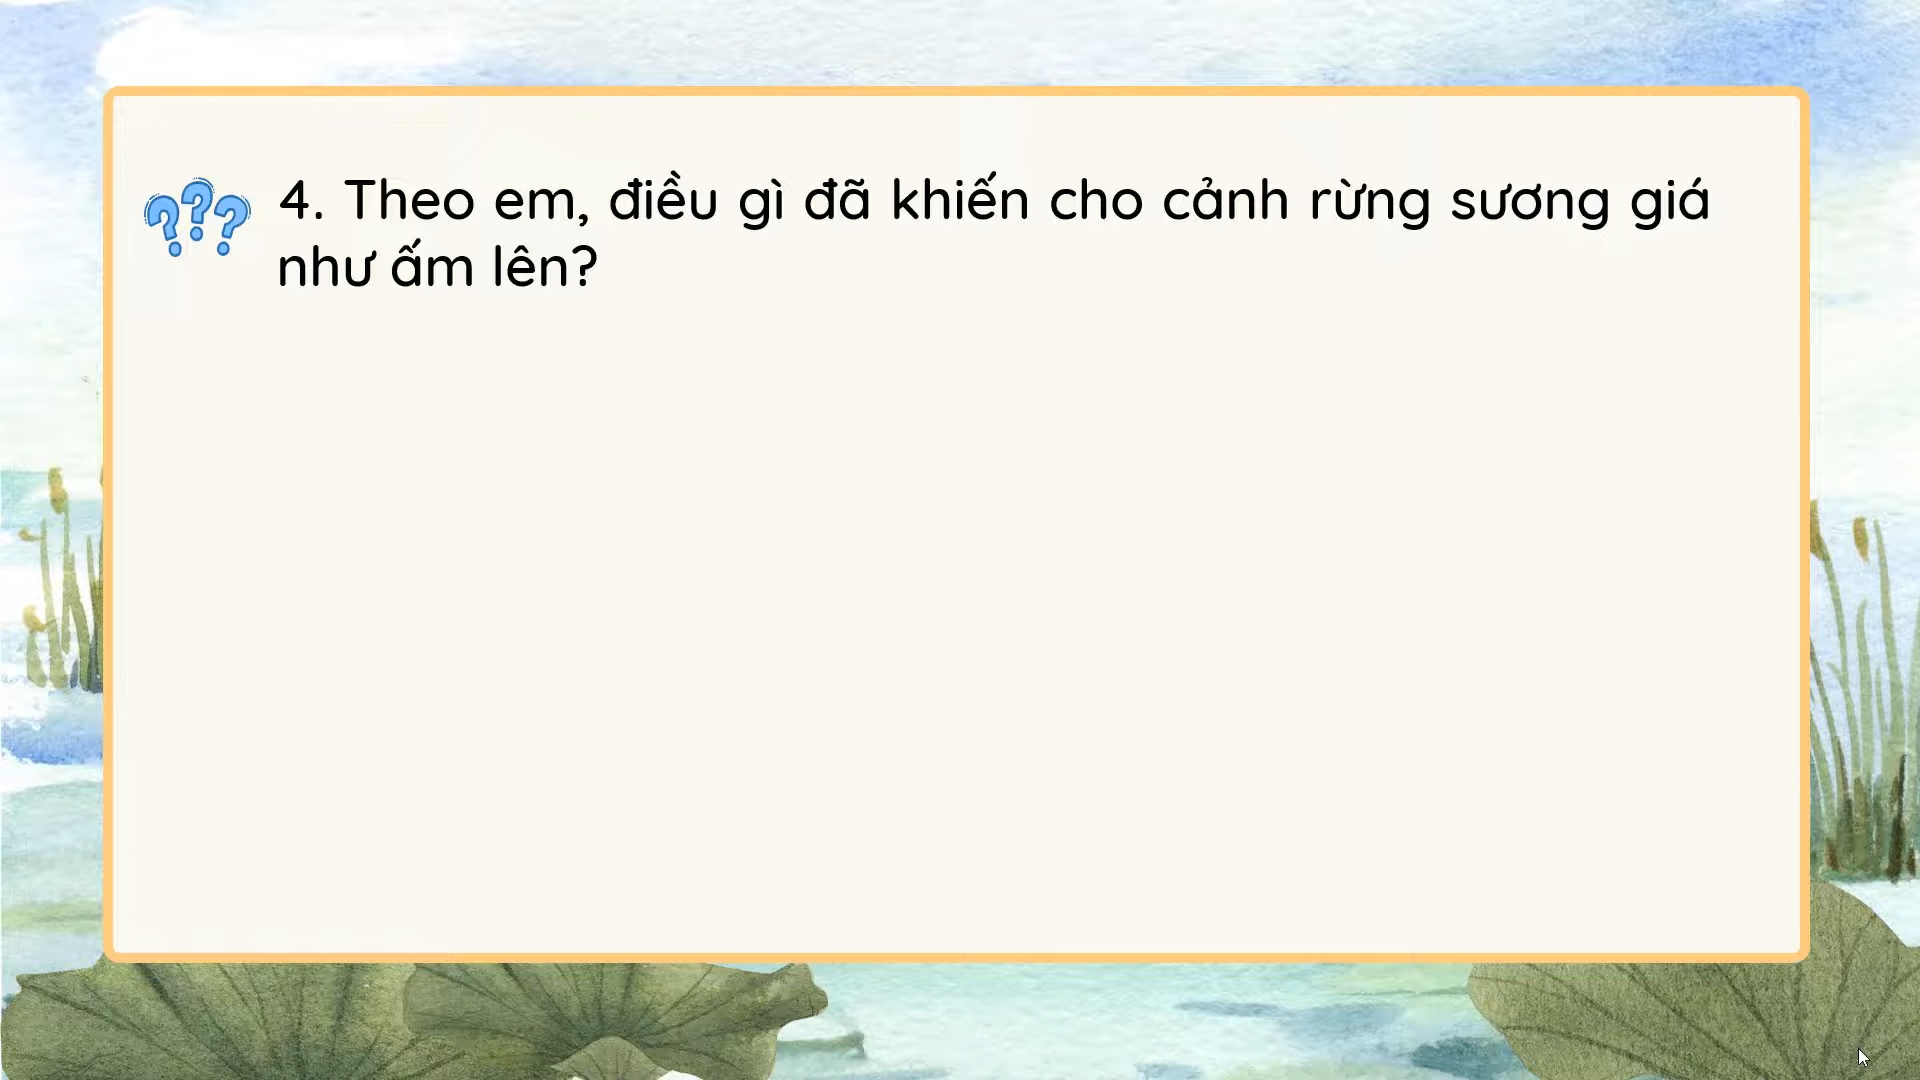 4. Theo em, điều gì đã khiến cho cảnh rừng sương giá
như ấm lên?